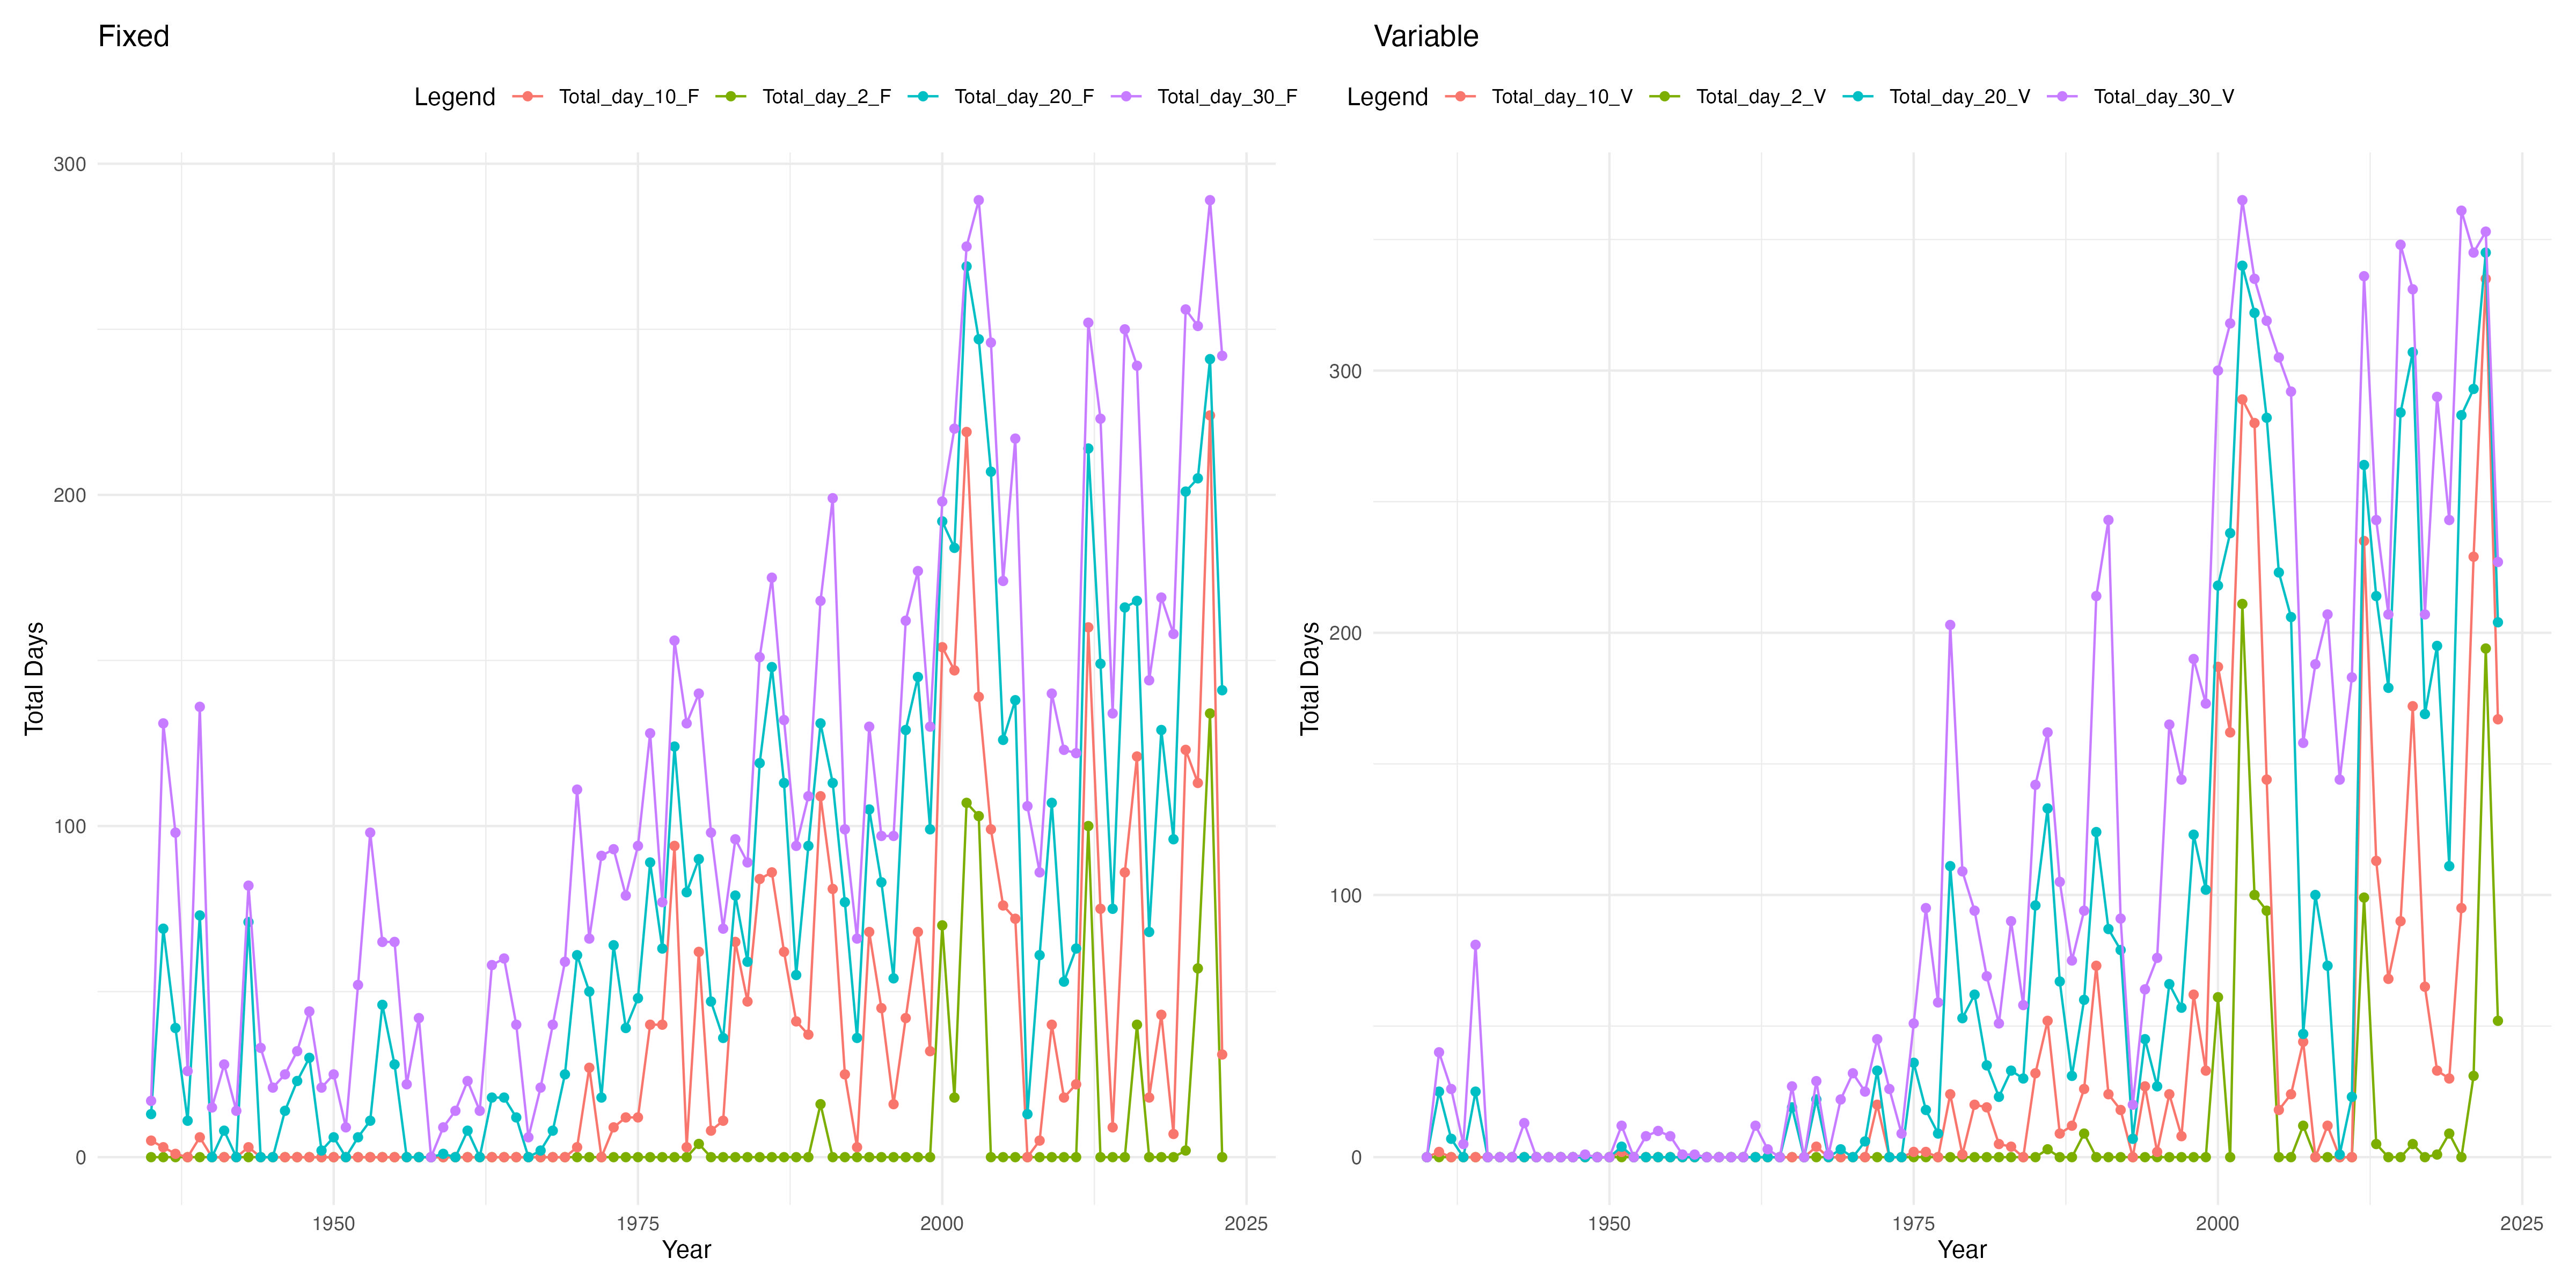 Fixed
Legend Total_day_10_F Total_day_2_F Total_day_20_F Total_day_30_F
300
200
100
0
Total Days
1950 1975 2000 2025
Year
Variable
Legend Total_day_10_V Total_day_2_V Total_day_20_V Total_day_30_V
300
200
100
0
Total Days
1950 1975 2000 2025
Year